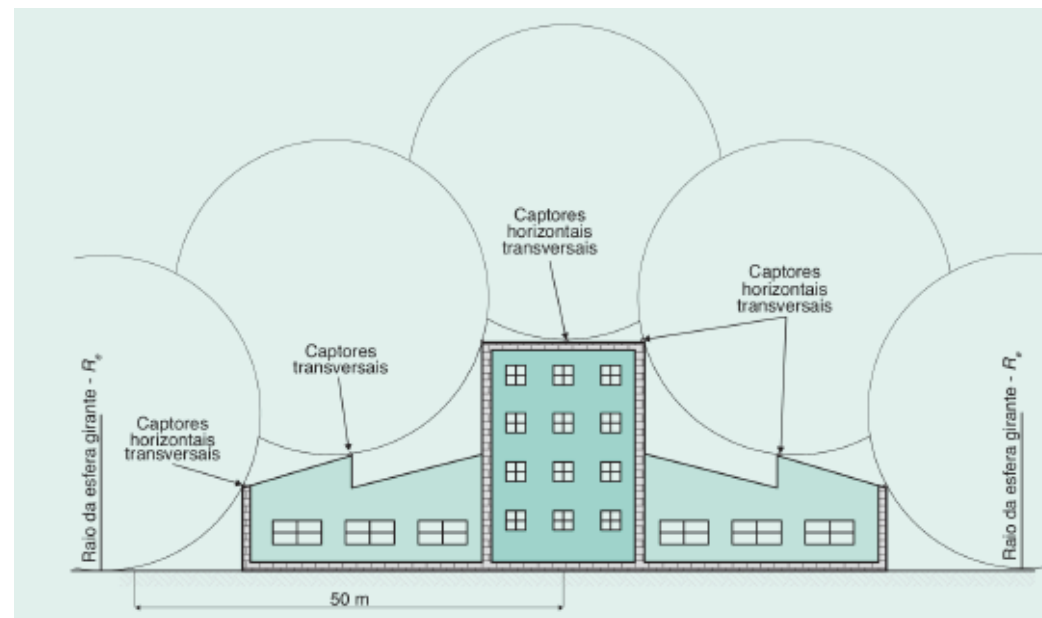 Captores
horizontais
transversais
Captores
horizontais
transversais
Captores
transversais
Captores
horizontais
transversais
Raio da esfera girante - Rₑ
Raio da esfera girante - Rₑ
50 m